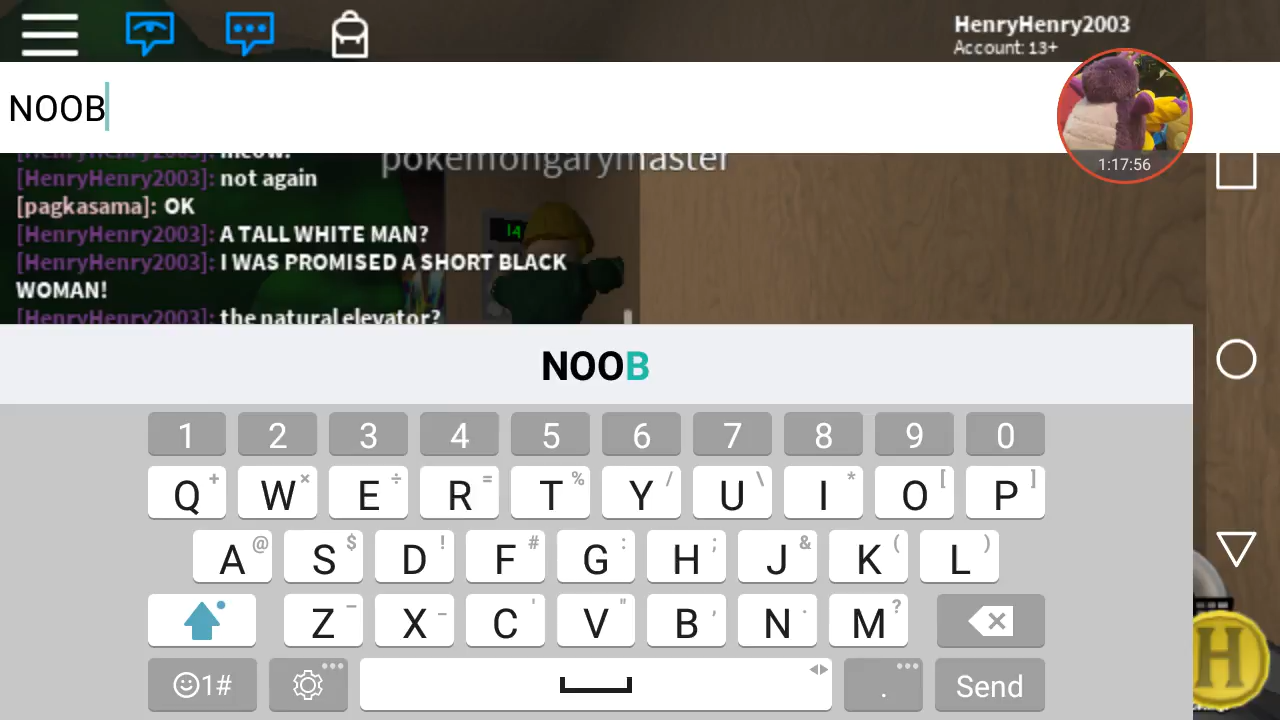 HenryHenry2003
Account: 13+
NOOB
1:17:56
[HenryHenry2003]: meow.
pokemongarymaster
[HenryHenry2003]: not again
[pagkasama]: OK
[HenryHenry2003]: A TALL WHITE MAN?
14
[HenryHenry2003]: I WAS PROMISED A SHORT BLACK
WOMAN!
[HenryHenry2003]: the natural elevator?
NOOB
1 2 3 4 5 6 7 8 9 0
Q + W × E ÷ R = T % Y / U \ I * O [ P ]
A @ S $ D ! F # G : H ; J & K ( L )
Z – X _ C ' V " B , N . M ?
☺1# . Send
H